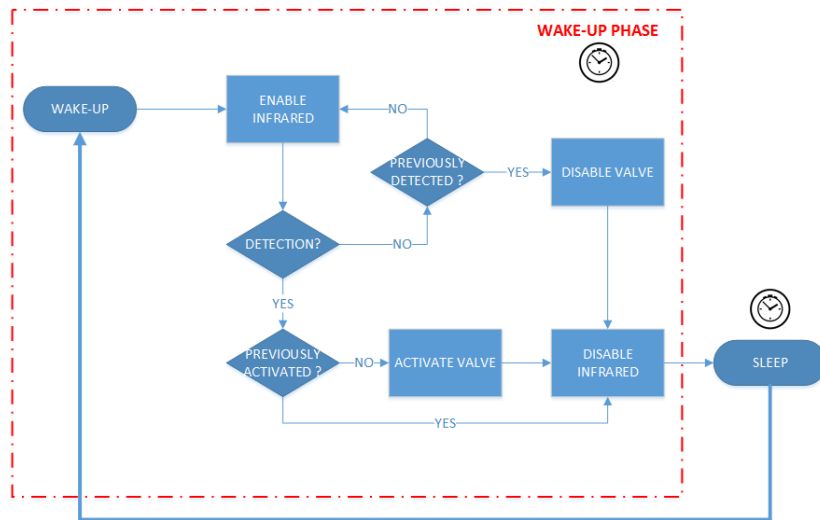 WAKE-UP PHASE
WAKE-UP
ENABLE
INFRARED
NO
PREVIOUSLY
DETECTED ?
YES
DISABLE VALVE
DETECTION?
NO
YES
PREVIOUSLY
ACTIVATED ?
NO
ACTIVATE VALVE
DISABLE
INFRARED
SLEEP
YES